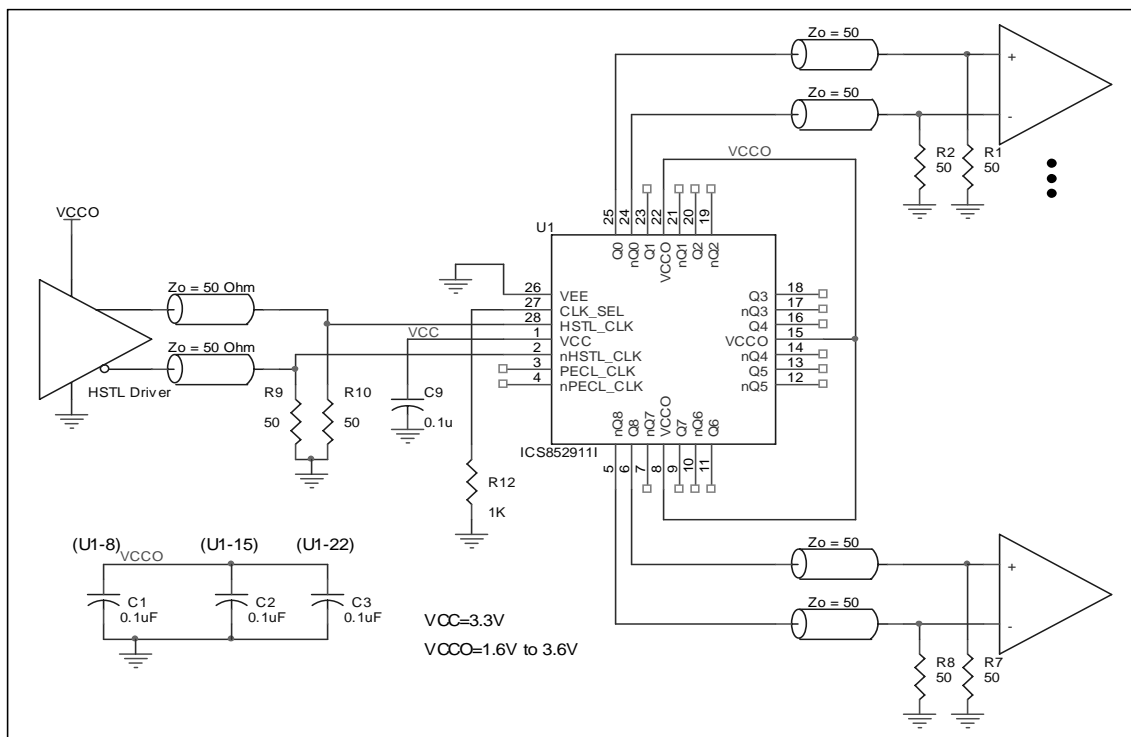 Zo = 50
+
Zo = 50
-
R2
50
R1
50
VCCO
VCCO
Zo = 50 Ohm
Zo = 50 Ohm
HSTL Driver
R9
50
R10
50
VCC
C9
0.1u
R12
1K
U1
25
24
23
22
21
20
19
Q0
nQ0
Q1
VCCO
nQ1
Q2
nQ2
26
VEE
27
CLK_SEL
28
HSTL_CLK
1
VCC
2
nHSTL_CLK
3
PECL_CLK
4
nPECL_CLK
Q3
18
nQ3
17
Q4
16
VCCO
15
nQ4
14
Q5
13
nQ5
12
nQ8
Q8
nQ7
VCCO
Q7
nQ6
Q6
5
6
7
8
9
10
11
ICS852911I
(U1-8)
(U1-15)
(U1-22)
VCCO
C1
0.1uF
C2
0.1uF
C3
0.1uF
VCC=3.3V
VCCO=1.6V to 3.6V
Zo = 50
+
Zo = 50
-
R8
50
R7
50